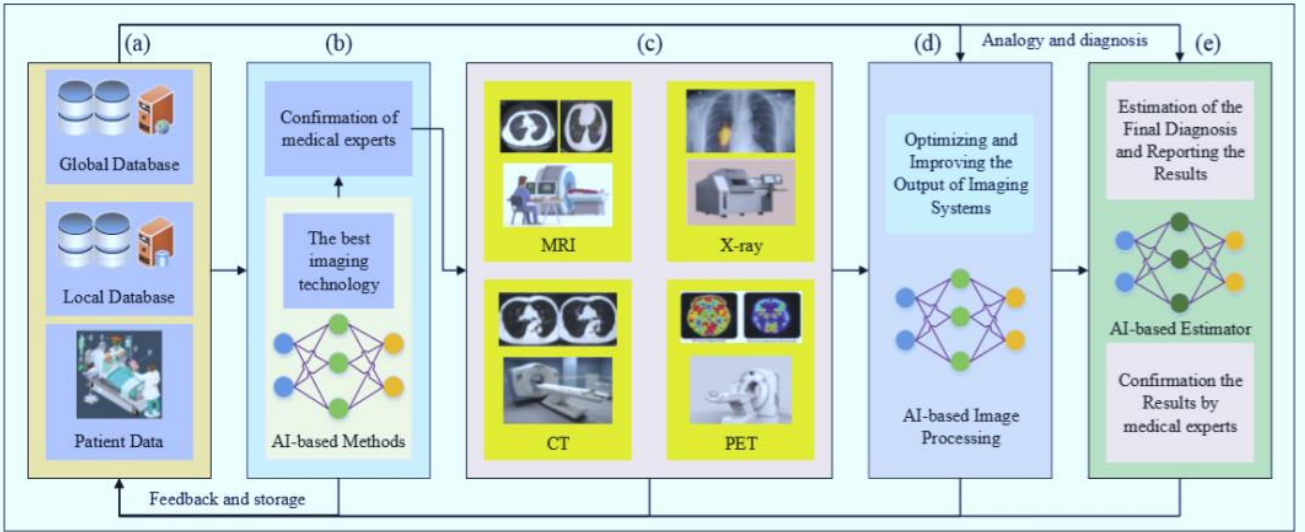 (a)
(b)
(c)
(d)
(e)
Analogy and diagnosis
Global Database
Local Database
Patient Data
Confirmation of
medical experts
The best
imaging
technology
AI-based Methods
MRI
X-ray
CT
PET
Optimizing and
Improving the
Output of Imaging
Systems
AI-based Image
Processing
Estimation of the
Final Diagnosis
and Reporting the
Results
AI-based Estimator
Confirmation the
Results by
medical experts
Feedback and storage